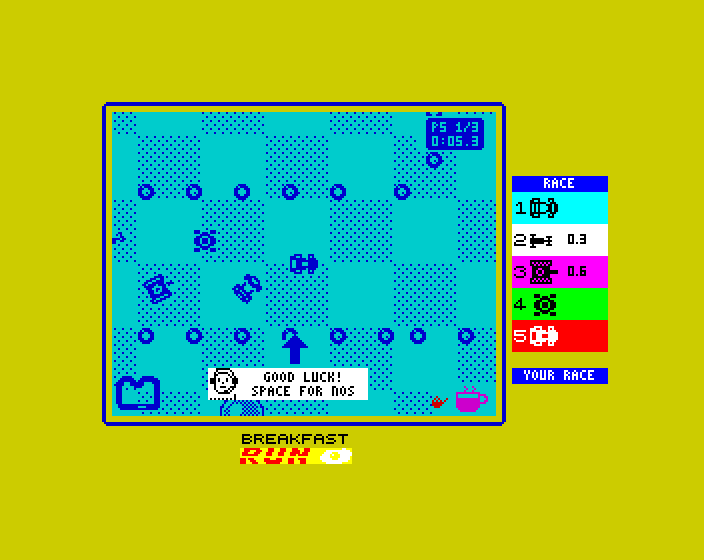 P5 1/3
0:05.3
RACE
1
2 0.3
3 0.6
4
5
YOUR RACE
GOOD LUCK!
SPACE FOR NOS
BREAKFAST
RUN